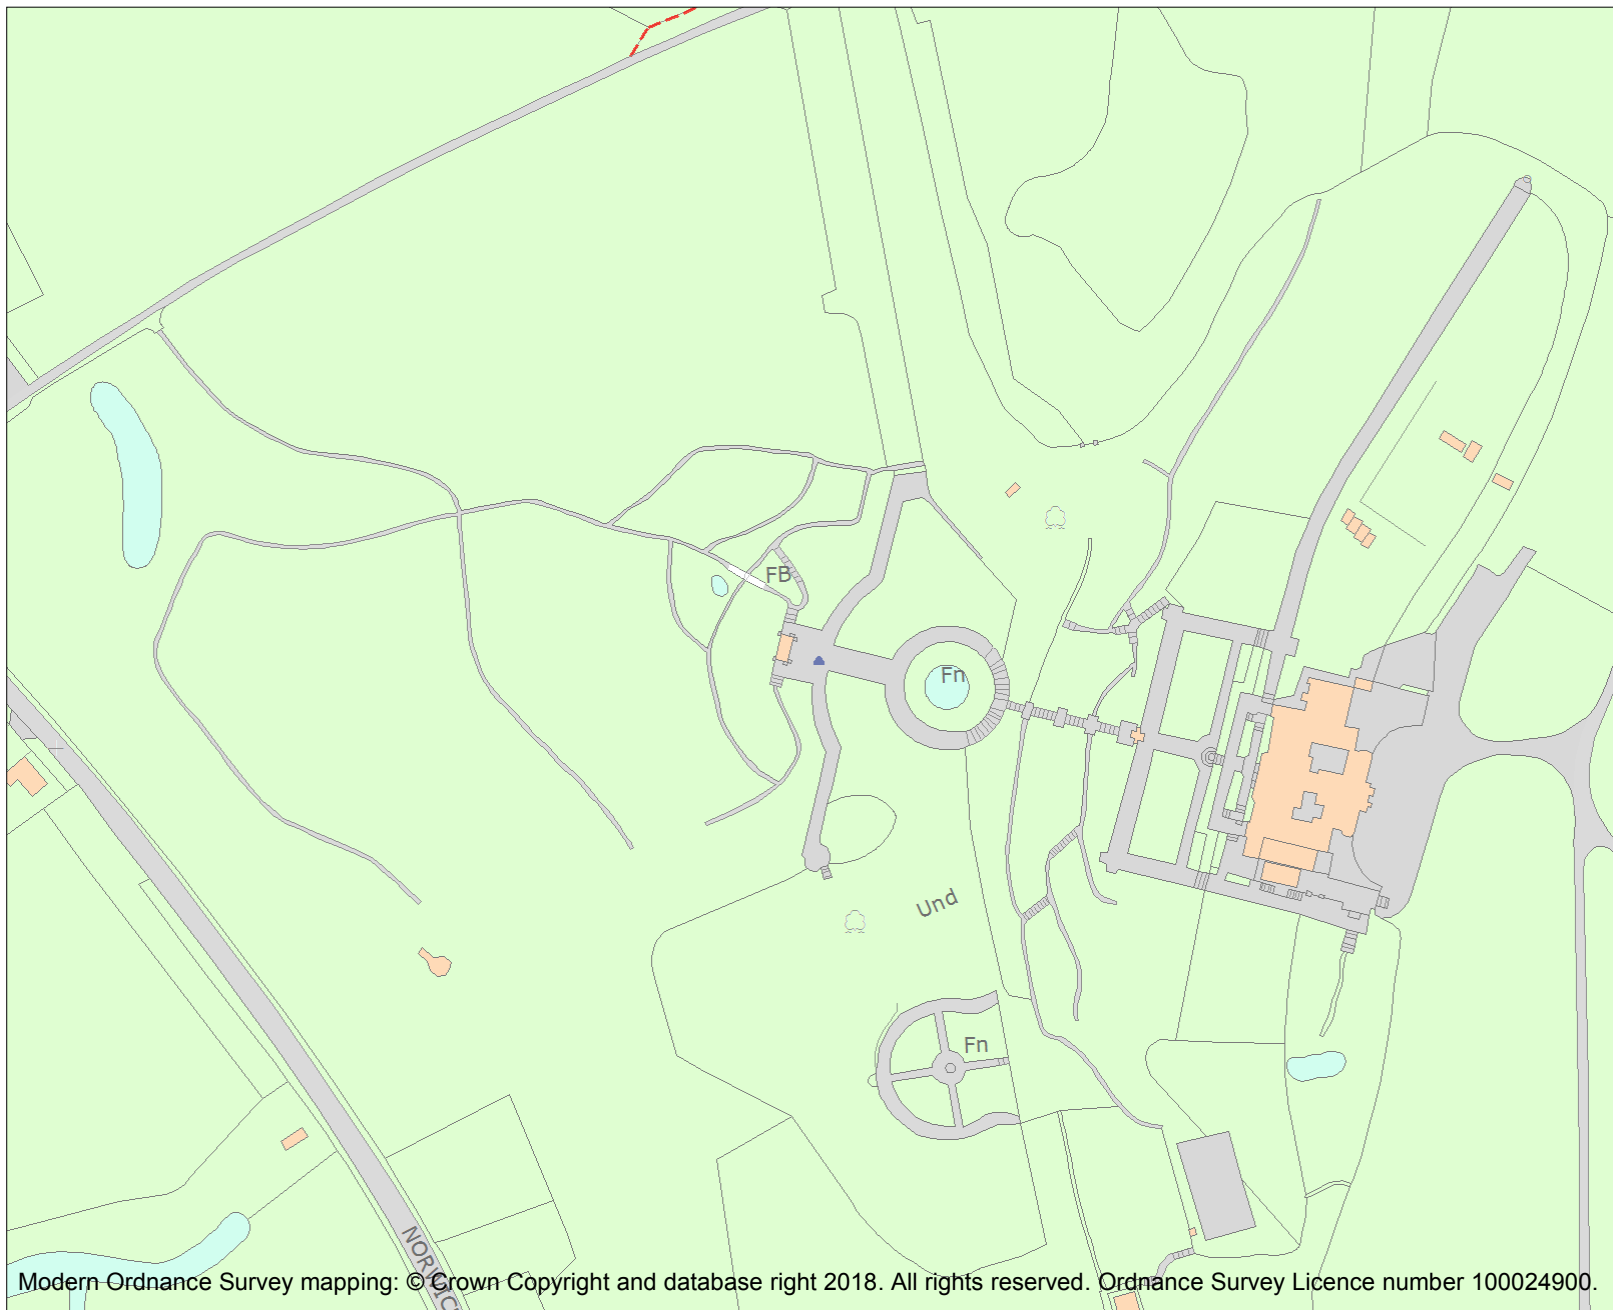 FB
Fn
Und
Fn
Modern Ordnance Survey mapping: © Crown Copyright and database right 2018. All rights reserved. Ordnance Survey Licence number 100024900.